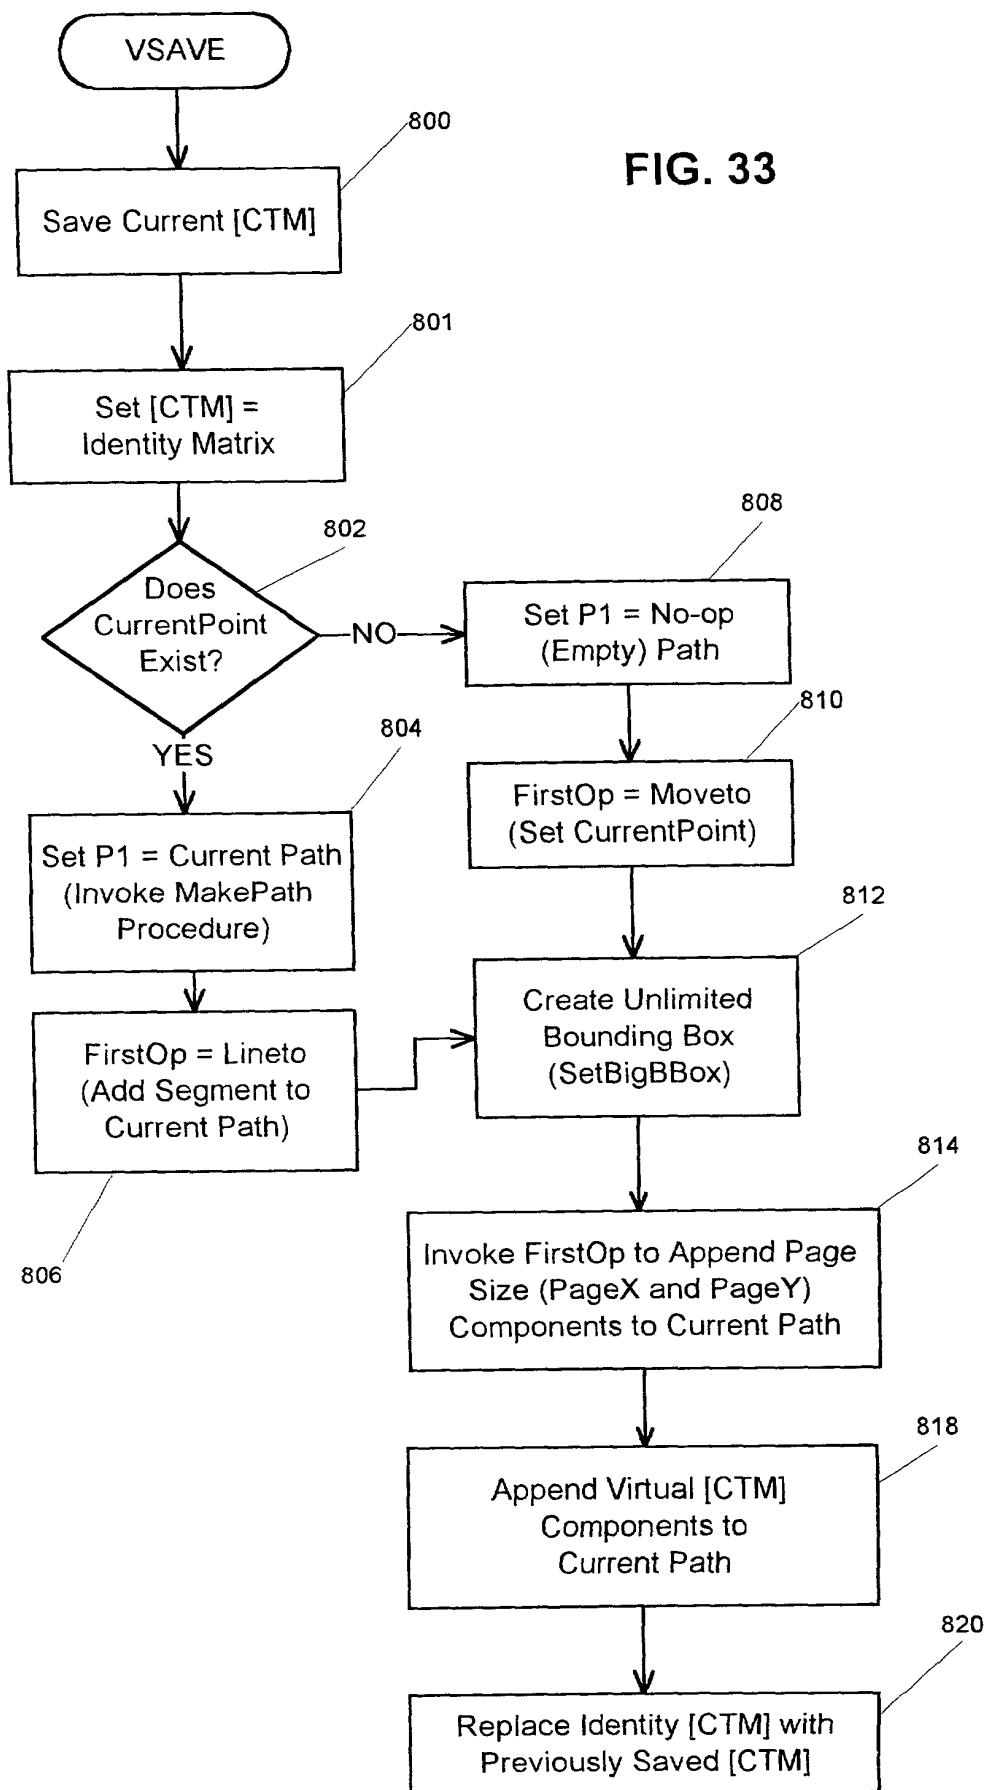 VSAVE
800
FIG. 33
Save Current [CTM]
801
Set [CTM] =
Identity Matrix
802
Does
CurrentPoint
Exist?
NO
808
Set P1 = No-op
(Empty) Path
YES
804
Set P1 = Current Path
(Invoke MakePath
Procedure)
810
FirstOp = Moveto
(Set CurrentPoint)
806
FirstOp = Lineto
(Add Segment to
Current Path)
812
Create Unlimited
Bounding Box
(SetBigBBox)
814
Invoke FirstOp to Append Page
Size (PageX and PageY)
Components to Current Path
818
Append Virtual [CTM]
Components to
Current Path
820
Replace Identity [CTM] with
Previously Saved [CTM]